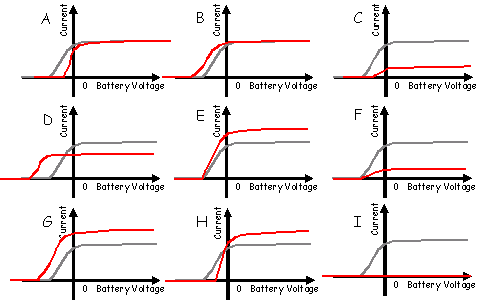 A
Current
0 Battery Voltage
B
Current
0 Battery Voltage
C
Current
0 Battery Voltage
D
Current
0 Battery Voltage
E
Current
0 Battery Voltage
F
Current
0 Battery Voltage
G
Current
0 Battery Voltage
H
Current
0 Battery Voltage
I
Current
0 Battery Voltage